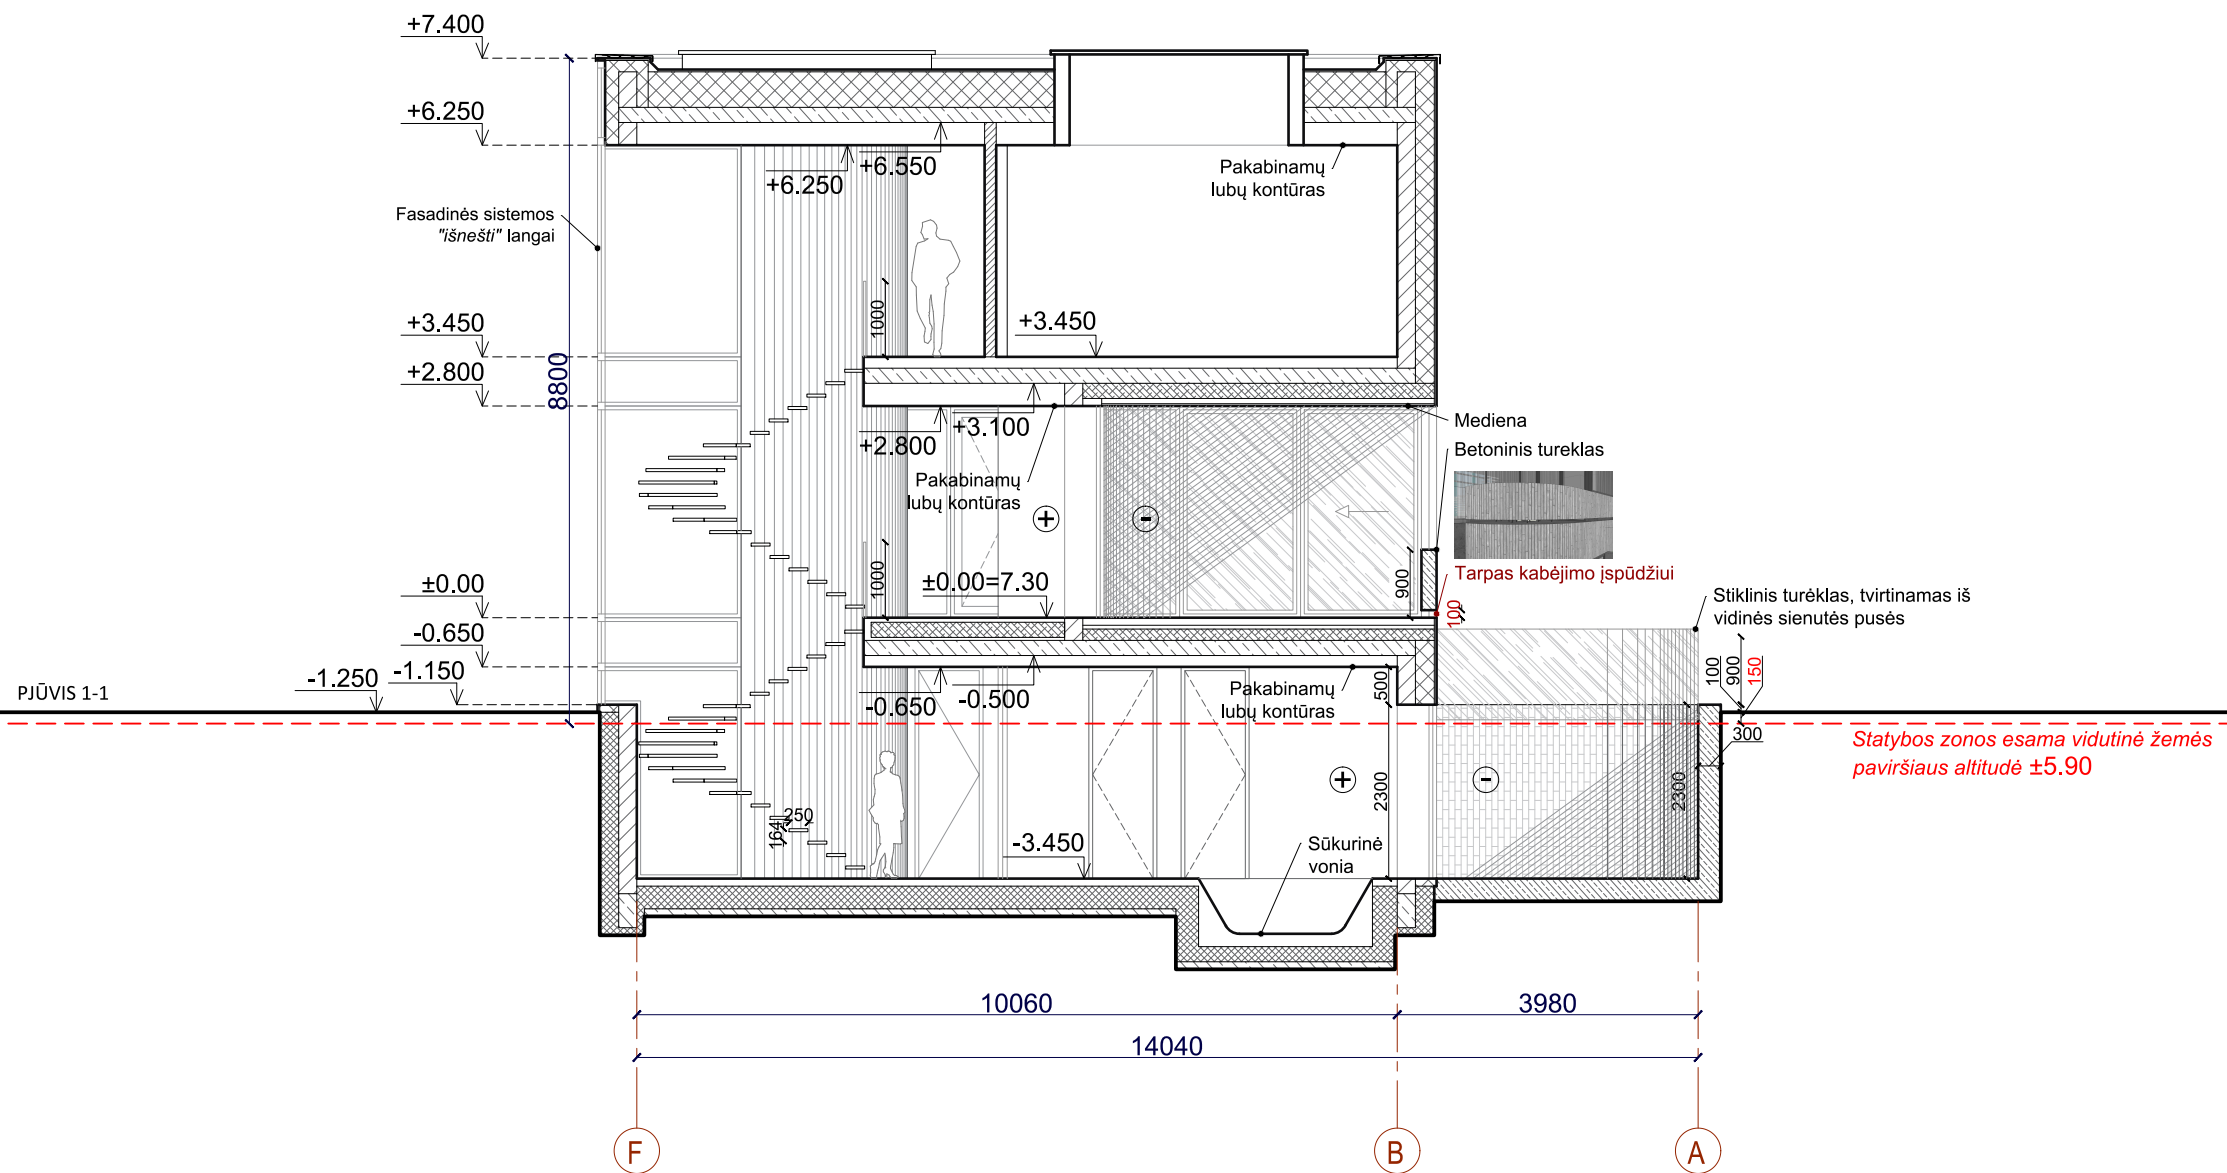 +7.400
+6.250
+6.550
+6.250
Pakabinamų
lubų kontūras
Fasadinės sistemos
"išnešti" langai
8800
1000
+3.450
+3.450
+2.800
+3.100
+2.800
Mediena
Betoninis tureklas
Pakabinamų
lubų kontūras
+
-
1000
±0.00=7.30
900
Tarpas kabėjimo įspūdžiui
100
±0.00
-0.650
Stiklinis turėklas, tvirtinamas iš
vidinės sienutės pusės
PJŪVIS 1-1
-1.250
-1.150
-0.650
-0.500
Pakabinamų
lubų kontūras
500
100
900
150
300
Statybos zonos esama vidutinė žemės
paviršiaus altitudė ±5.90
+
-
2300
2300
164
250
-3.450
Sūkurinė
vonia
10060
3980
14040
F
B
A